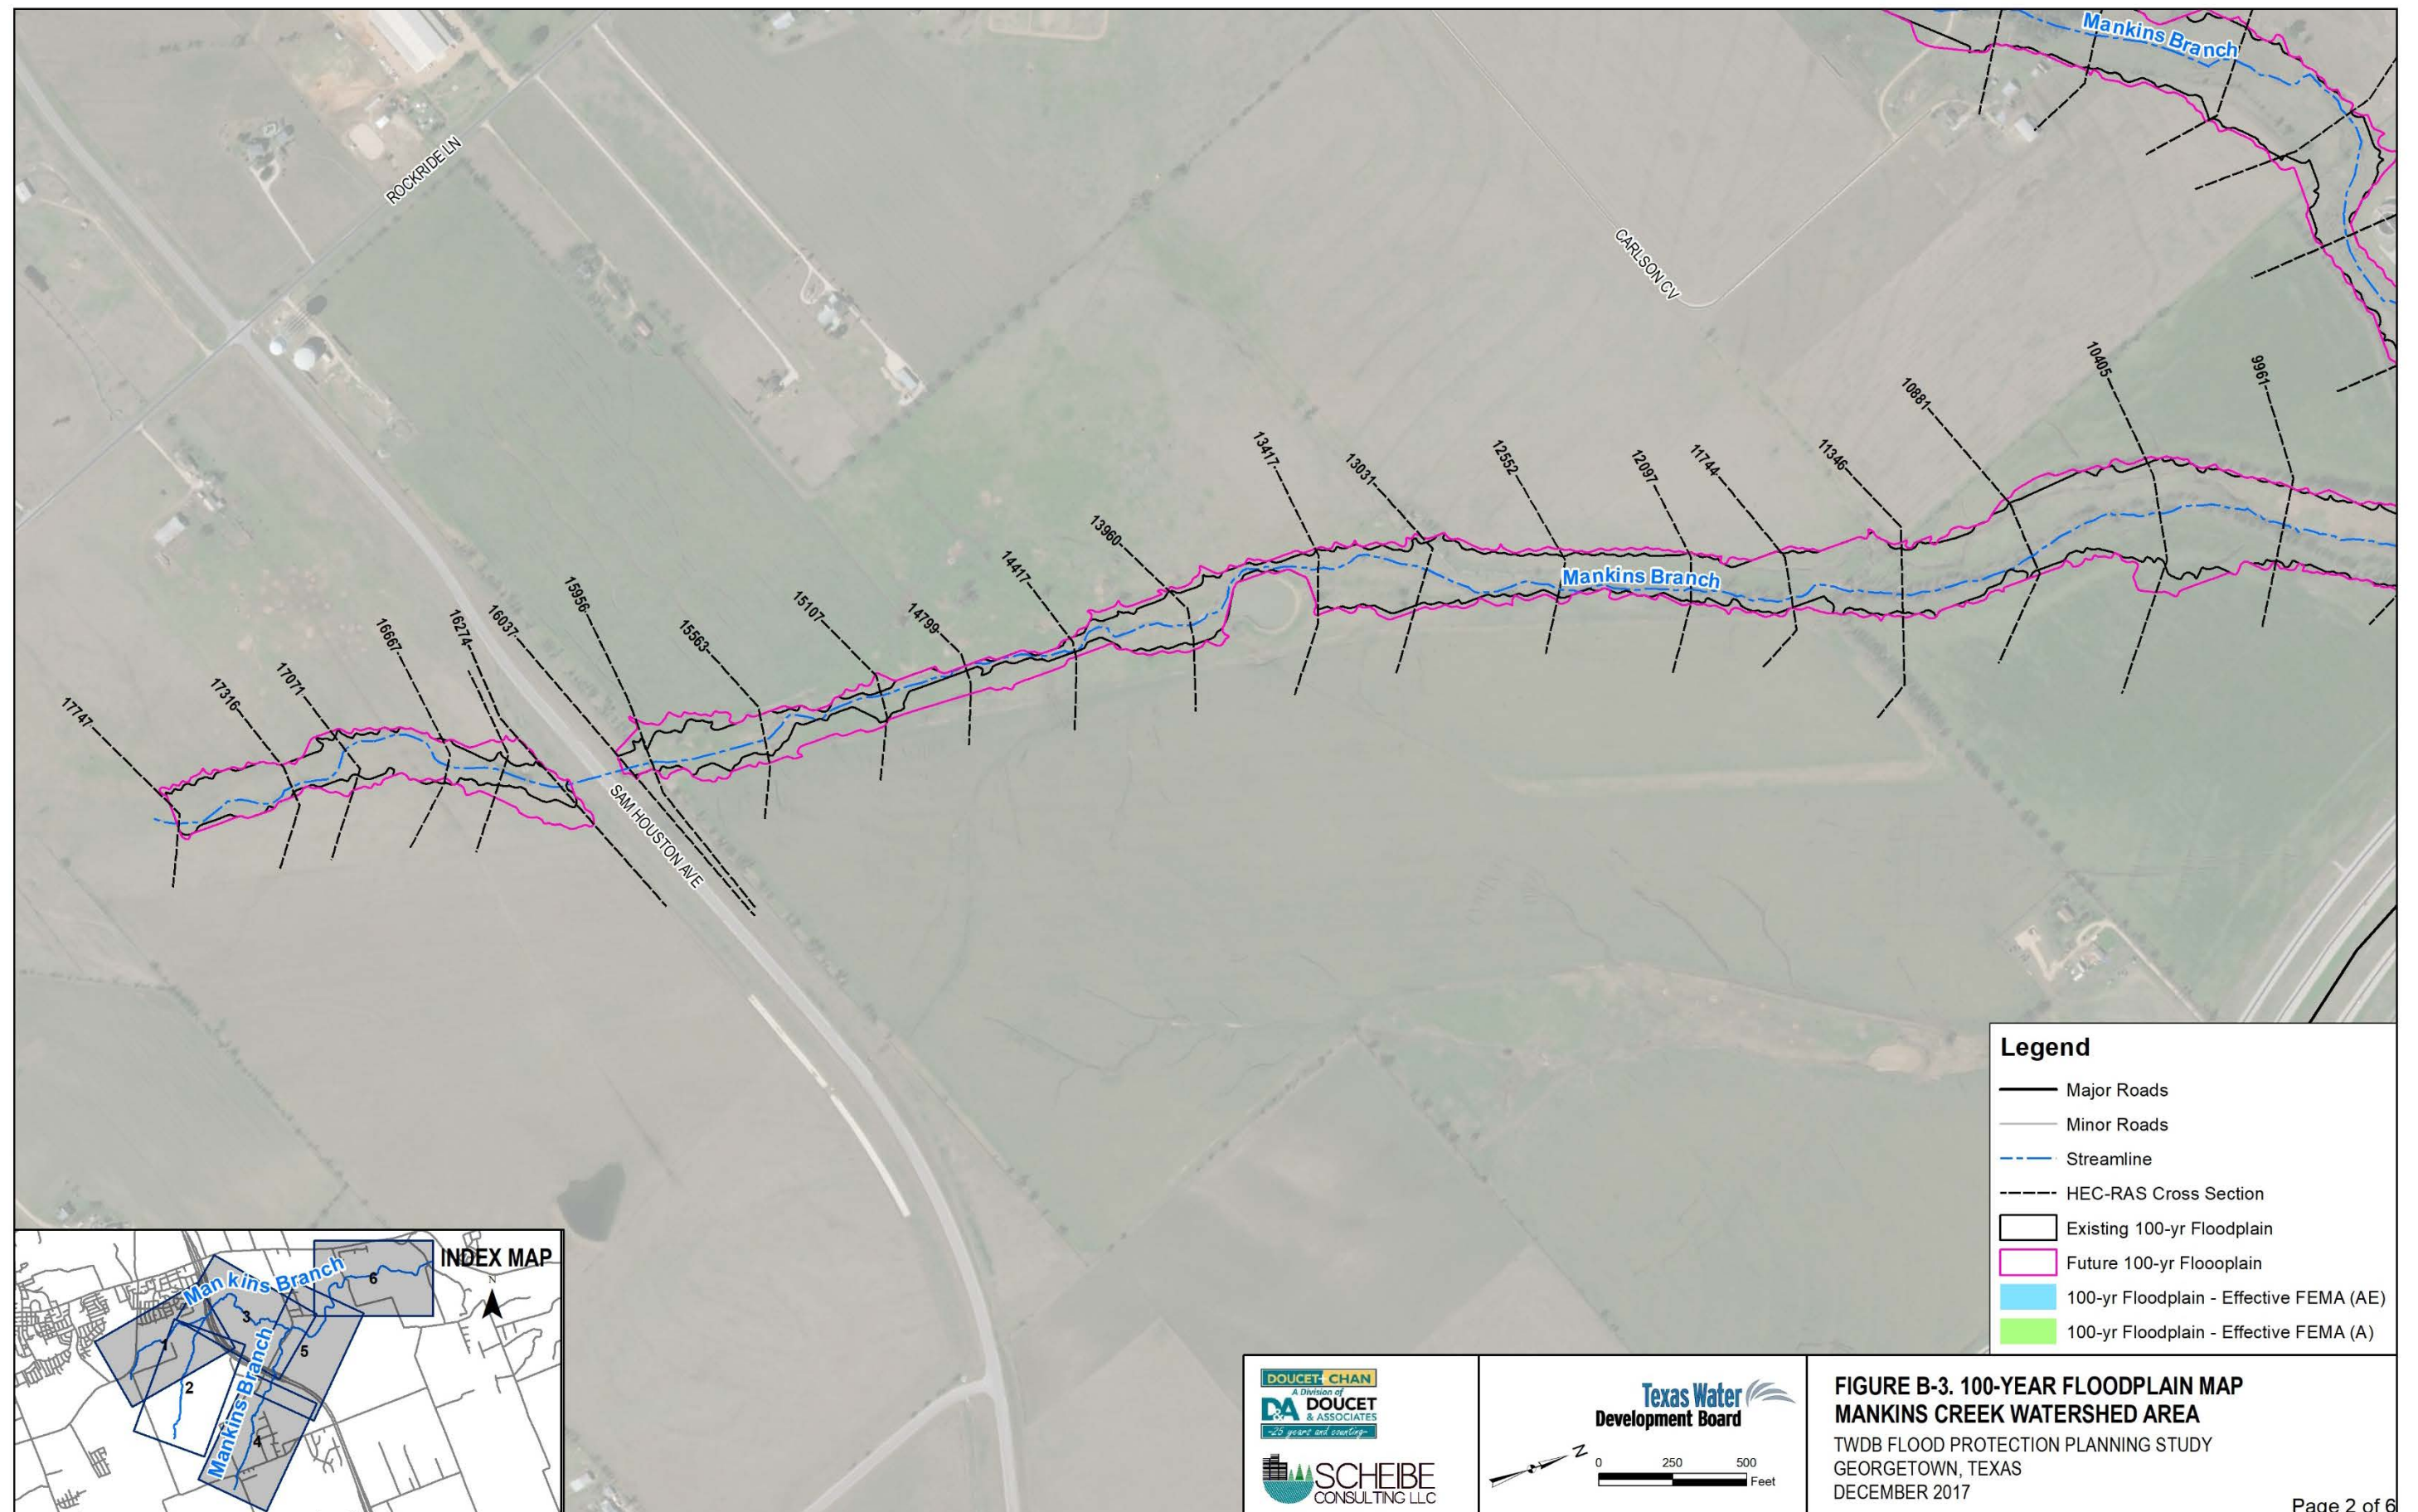 Mankins Branch
ROCKRIDE LN
CARLSON CV
10405
9961
10881
13417
13031
12552
12097
11744
11346
13960
14417
Mankins Branch
15956
16037
16274
16667
15563
15107
14799
17071
17316
17747
SAM HOUSTON AVE
Legend
Major Roads
Minor Roads
Streamline
HEC-RAS Cross Section
Existing 100-yr Floodplain
Future 100-yr Floooplain
100-yr Floodplain - Effective FEMA (AE)
100-yr Floodplain - Effective FEMA (A)
INDEX MAP
N
Mankins Branch
Mankins Branch
1
2
3
4
5
6
DOUCET+CHAN
A Division of
D&A DOUCET
& ASSOCIATES
~25 years and counting~
SCHEIBE
CONSULTING LLC
Texas Water
Development Board
N
0 250 500
Feet
FIGURE B-3. 100-YEAR FLOODPLAIN MAP
MANKINS CREEK WATERSHED AREA
TWDB FLOOD PROTECTION PLANNING STUDY
GEORGETOWN, TEXAS
DECEMBER 2017
Page 2 of 6